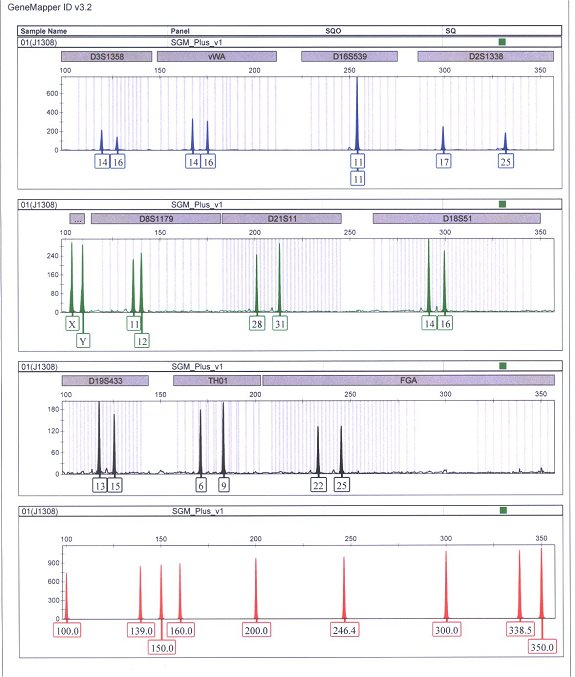 GeneMapper ID v3.2
Sample Name Panel SQO SQ
01(J1308) SGM_Plus_v1
D3S1358 vWA D16S539 D2S1338
100 150 200 250 300 350
600
400
200
0
14 16 14 16 11 17 25
11
01(J1308) SGM_Plus_v1
... D8S1179 D21S11 D18S51
100 150 200 250 300 350
240
160
80
0
X 11 28 31 14 16
Y 12
01(J1308) SGM_Plus_v1
D19S433 TH01 FGA
100 150 200 250 300 350
180
120
60
0
13 15 6 9 22 25
01(J1308) SGM_Plus_v1
100 150 200 250 300 350
900
600
300
0
100.0 139.0 160.0 200.0 246.4 300.0 338.5
150.0 350.0